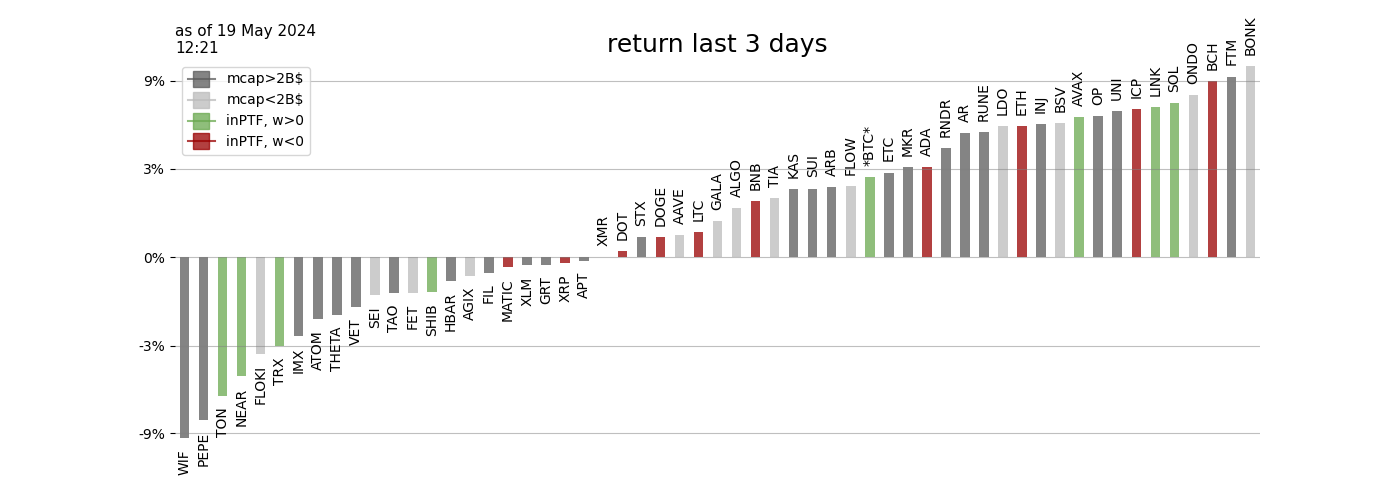 as of 19 May 2024
12:21
return last 3 days
mcap>2B$
mcap<2B$
inPTF, w>0
inPTF, w<0
9%
3%
0%
-3%
-9%
WIF
PEPE
TON
NEAR
FLOKI
TRX
IMX
ATOM
THETA
VET
SEI
TAO
FET
SHIB
HBAR
AGIX
FIL
MATIC
XLM
GRT
XRP
APT
XMR
DOT
STX
DOGE
AAVE
LTC
GALA
ALGO
BNB
TIA
KAS
SUI
ARB
FLOW
*BTC*
ETC
MKR
ADA
RNDR
AR
RUNE
LDO
ETH
INJ
BSV
AVAX
OP
UNI
ICP
LINK
SOL
ONDO
BCH
FTM
BONK